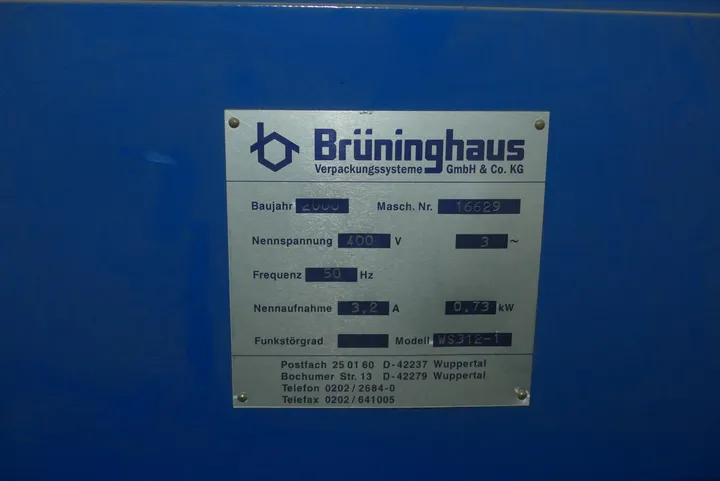 Brüninghaus
Verpackungssysteme GmbH & Co. KG
Baujahr 2000 Masch. Nr. 16629
Nennspannung 400 V 3 ~
Frequenz 50 Hz
Nennaufnahme 3,2 A 0,73 kW
Funkstörgrad Modell WS312-1
Postfach 25 01 60 D-42237 Wuppertal
Bochumer Str. 13 D-42279 Wuppertal
Telefon 0202 / 2684-0
Telefax 0202 / 641005